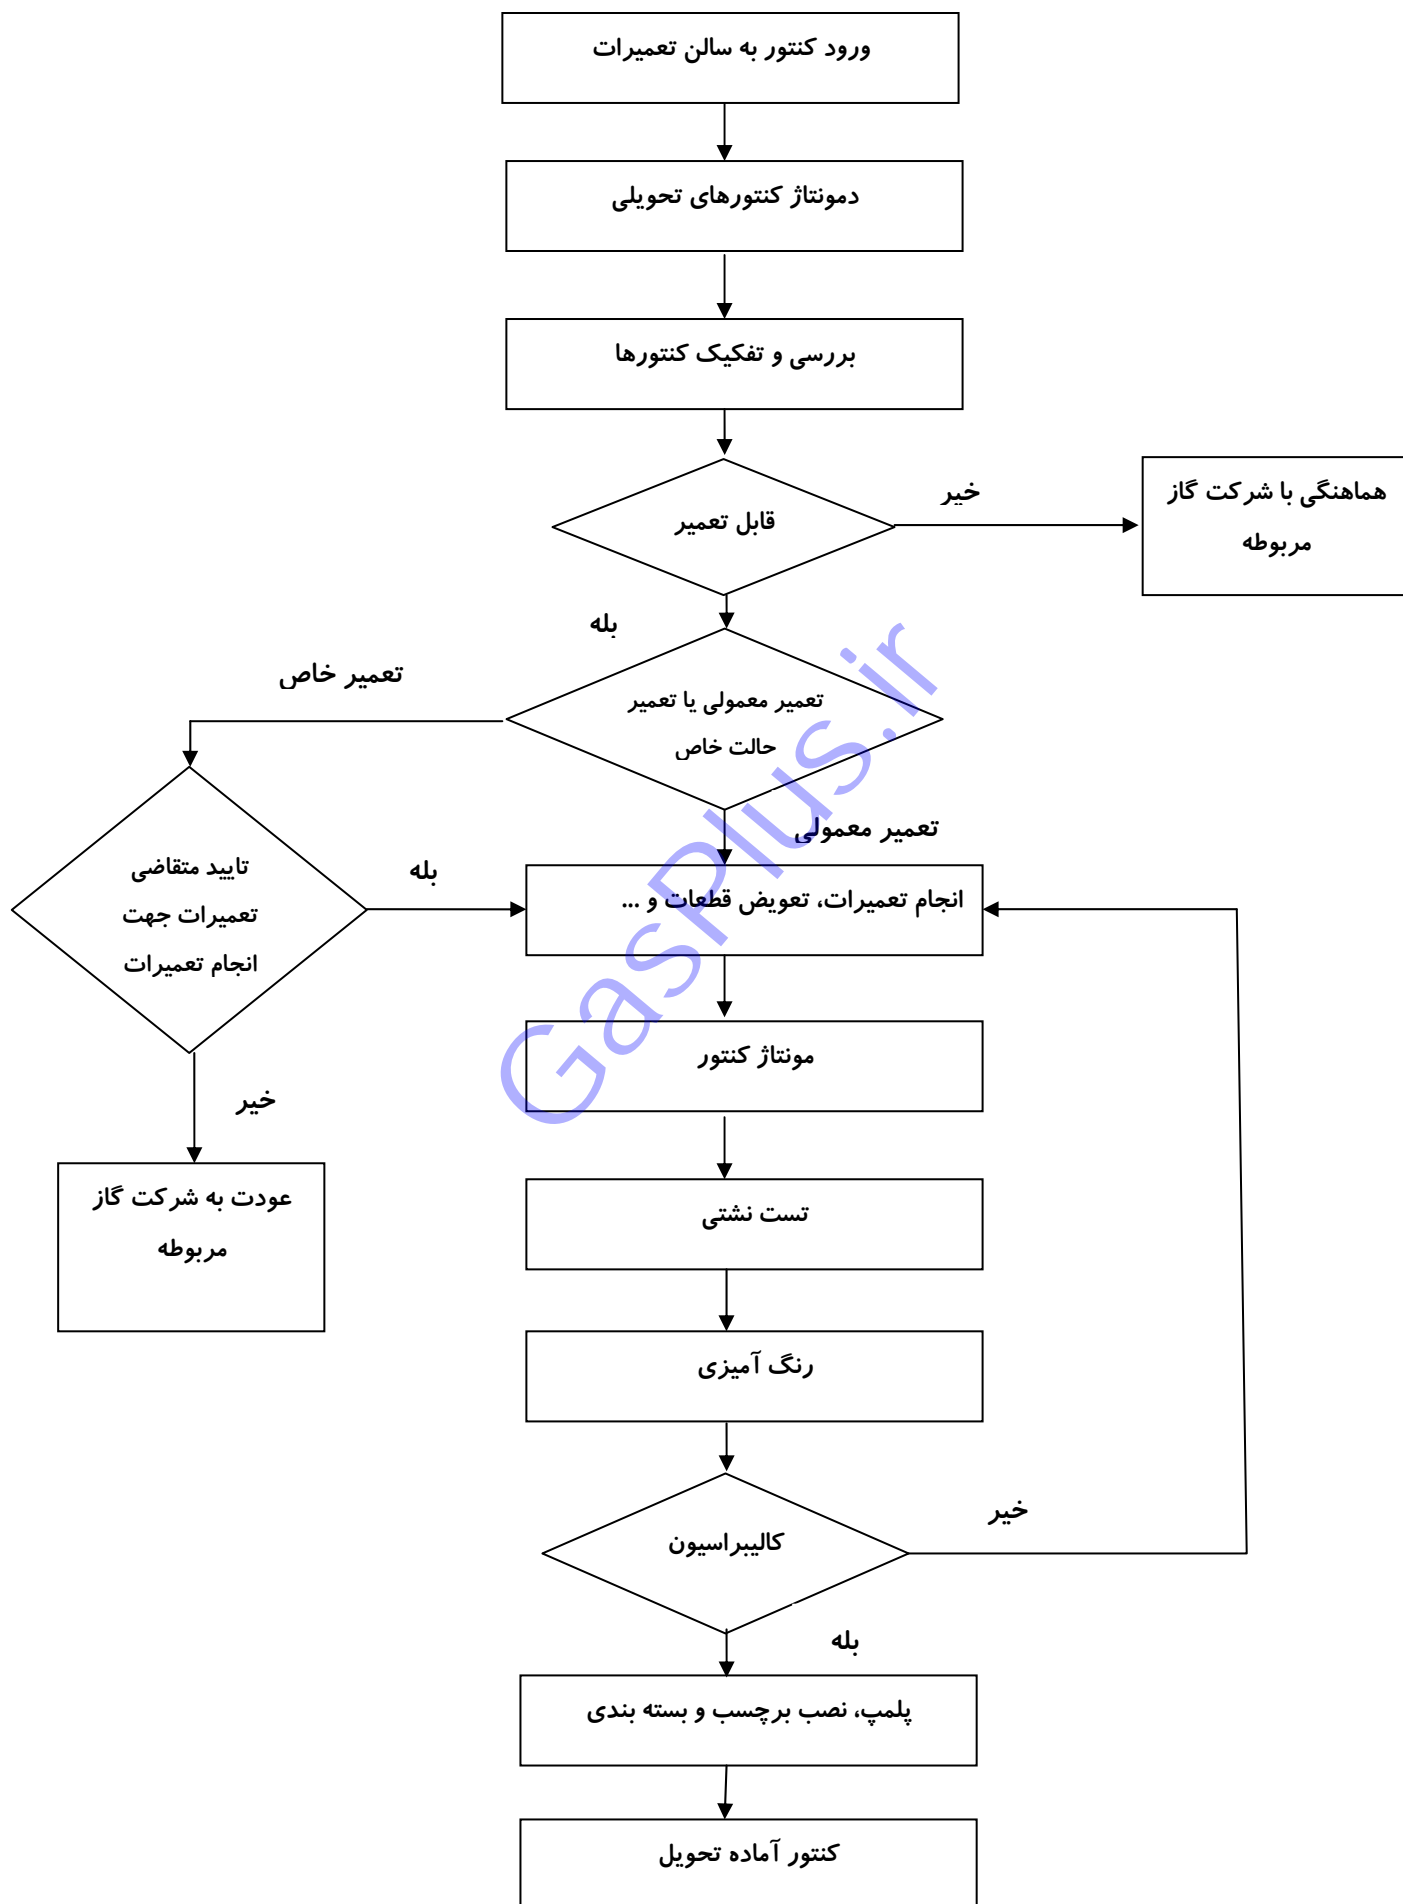 ورود کنتور به سالن تعمیرات
دمونتاژ کنتورهای تحویلی
بررسی و تفکیک کنتورها
قابل تعمیر
خیر
هماهنگی با شرکت گاز
مربوطه
بله
تعمیر خاص
تعمیر معمولی یا تعمیر
حالت خاص
تعمیر معمولی
تایید متقاضی
تعمیرات جهت
انجام تعمیرات
بله
انجام تعمیرات، تعویض قطعات و ...
مونتاژ کنتور
خیر
عودت به شرکت گاز
مربوطه
تست نشتی
رنگ آمیزی
کالیبراسیون
خیر
بله
پلمپ، نصب برچسب و بسته بندی
کنتور آماده تحویل
GasPlus.ir